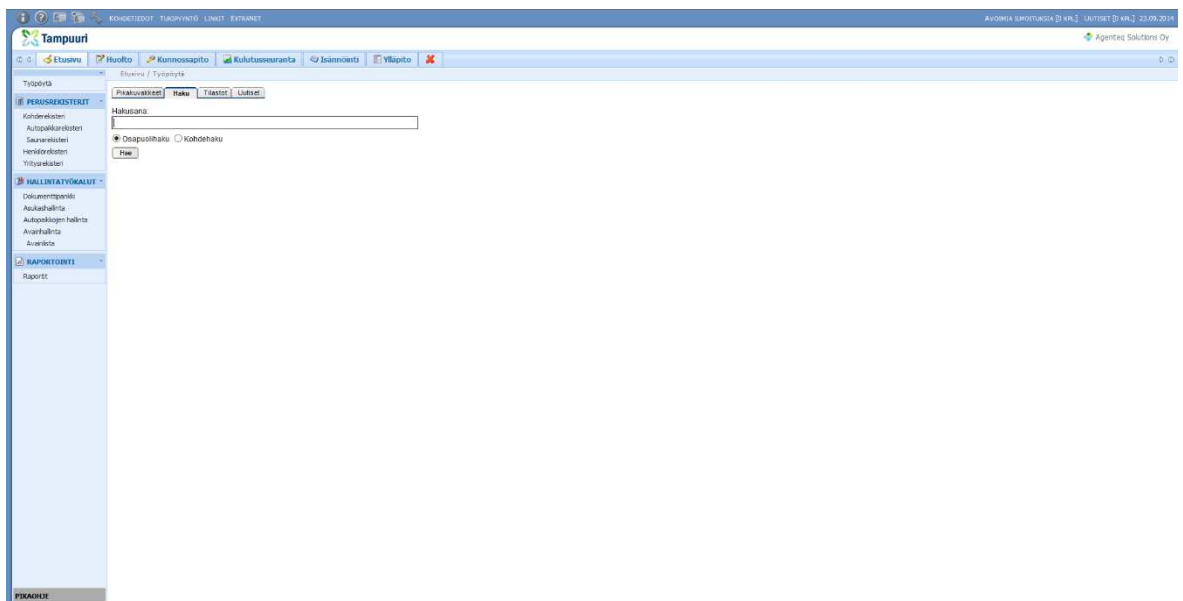 KOHDETIEDOT TUKIPYYNTÖ LINKIT EXTRANET
AVOIMIA ILMOITUKSIA [0 KPL.] UUTISET [0 KPL.] 23.09.2014
Tampuuri
Agenteq Solutions Oy
Etusivu Huolto Kunnossapito Kulutusseuranta Isännöinti Ylläpito
Etusivu / Työpöytä
Työpöytä
Pikakuvakkeet Haku Tilastot Uutiset
PERUSREKISTERIT
Hakusana:
Kohderekisteri
Autopaikkarekisteri
Osapuolihaku Kohdehaku
Saunarekisteri
Henkilörekisteri
Hae
Yritysrekisteri
HALLINTATYÖKALUT
Dokumenttipankki
Asukashallinta
Autopaikkojen hallinta
Avainhallinta
Avainlista
RAPORTOINTI
Raportit
PIKAOHJE